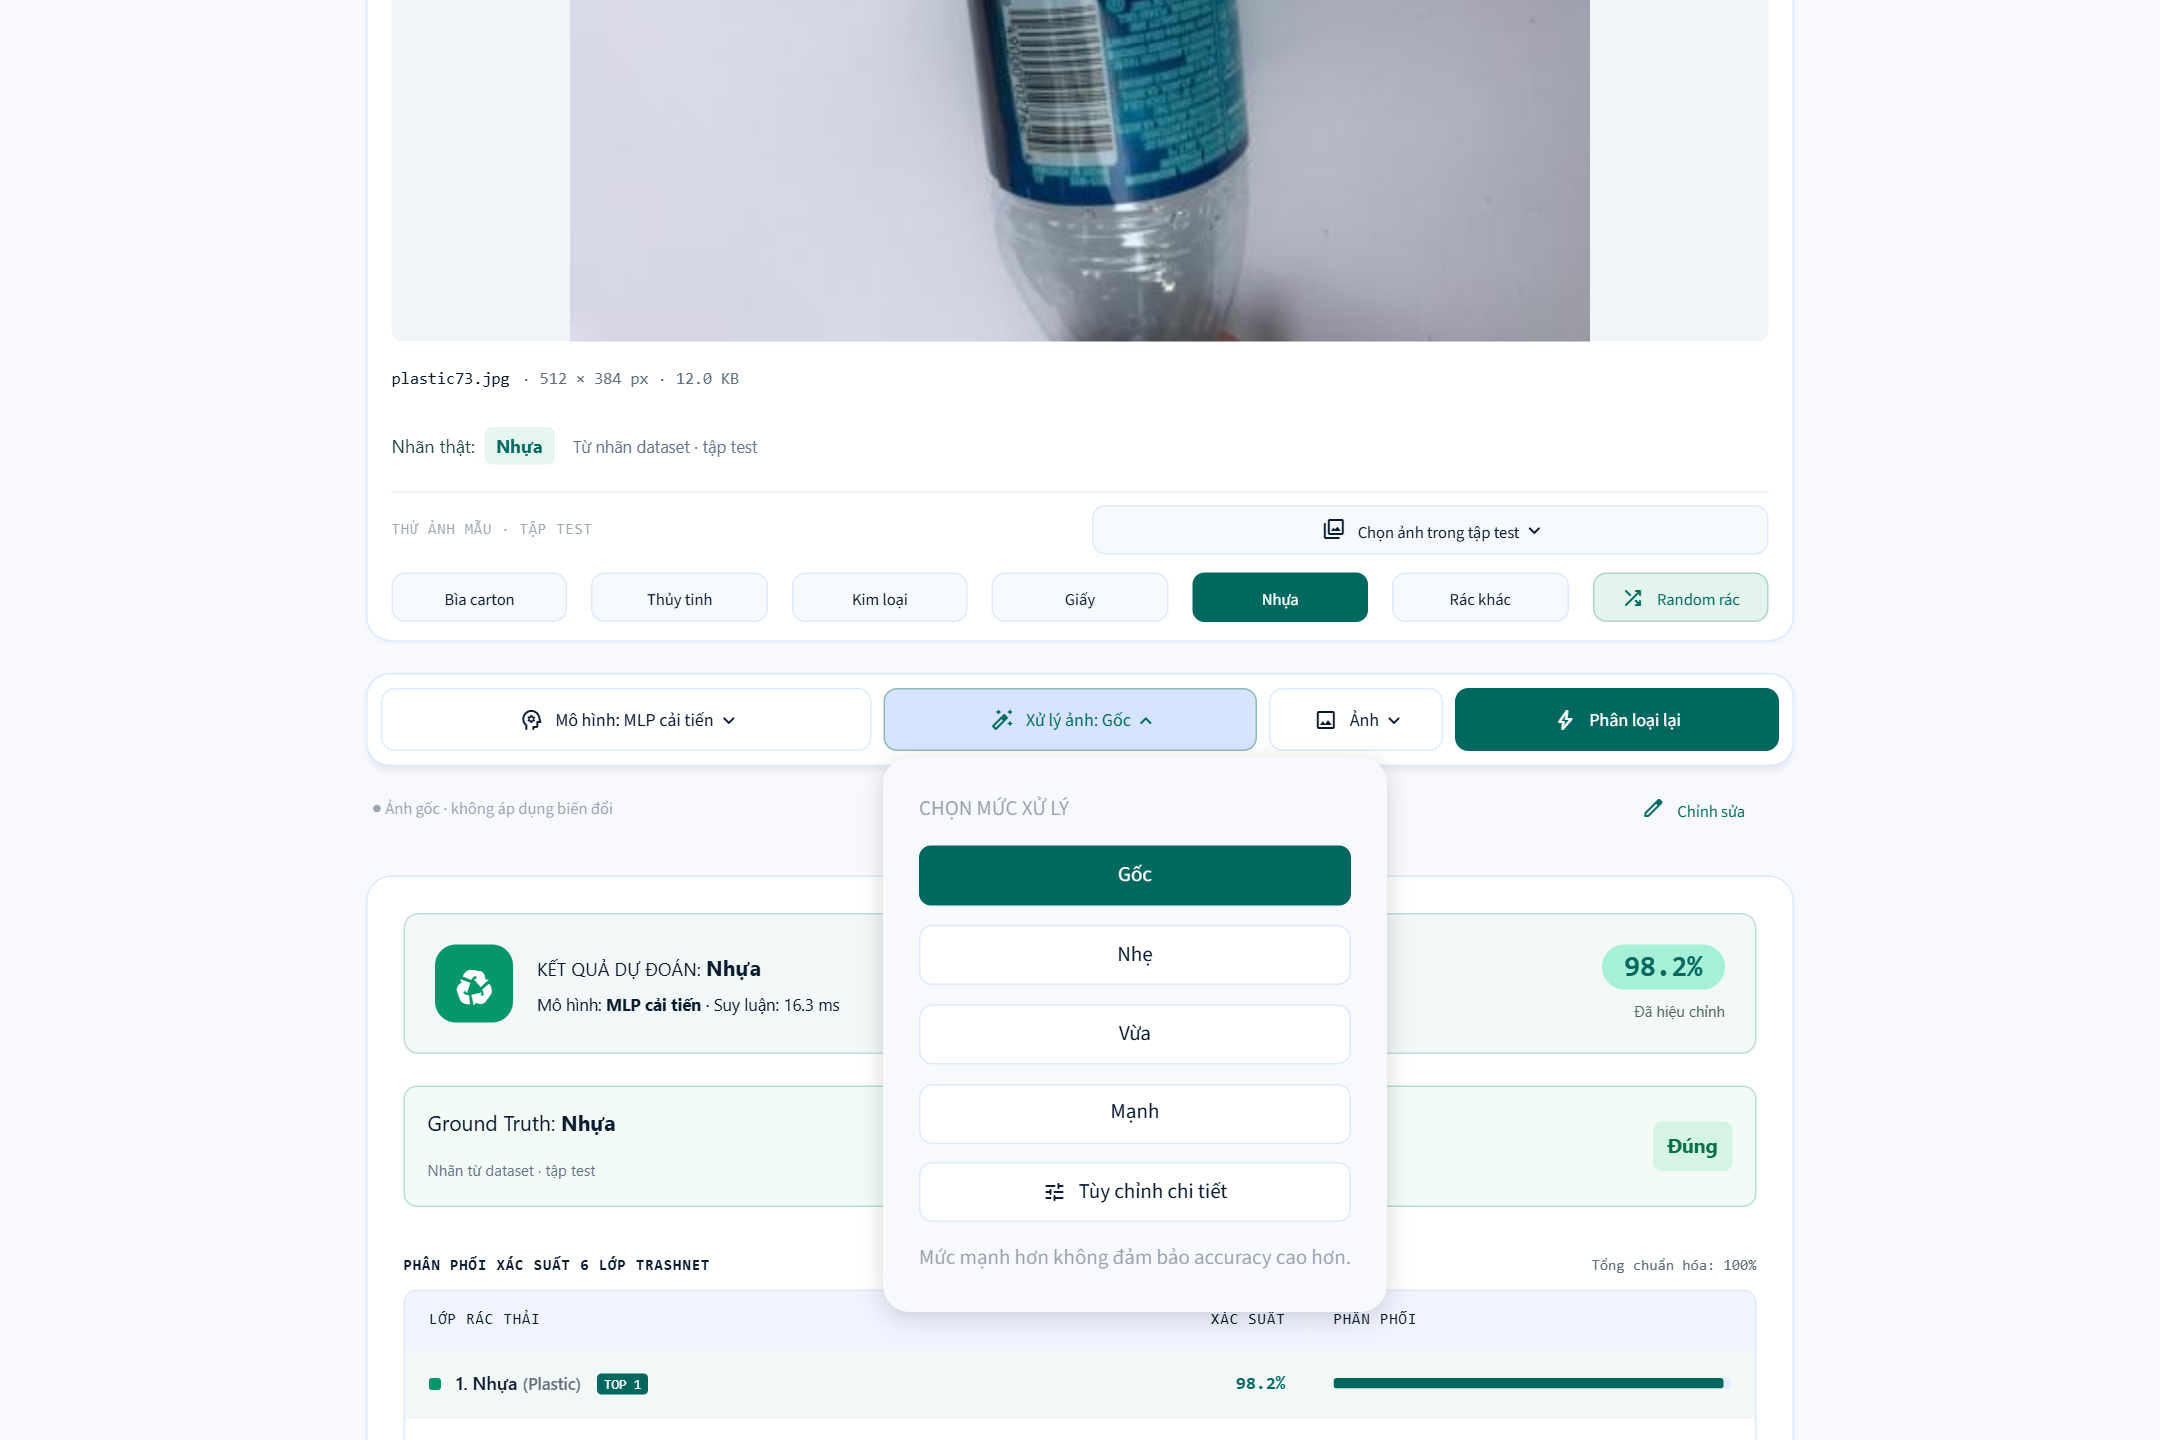 plastic73.jpg · 512 × 384 px · 12.0 KB
Nhãn thật: Nhựa Từ nhãn dataset · tập test
THỬ ẢNH MẪU · TẬP TEST
Chọn ảnh trong tập test
Bìa carton Thủy tinh Kim loại Giấy Nhựa Rác khác Random rác
Mô hình: MLP cải tiến Xử lý ảnh: Gốc Ảnh Phân loại lại
Ảnh gốc · không áp dụng biến đổi
Chỉnh sửa
CHỌN MỨC XỬ LÝ
Gốc
Nhẹ
Vừa
Mạnh
Tùy chỉnh chi tiết
Mức mạnh hơn không đảm bảo accuracy cao hơn.
KẾT QUẢ DỰ ĐOÁN: Nhựa
Mô hình: MLP cải tiến · Suy luận: 16.3 ms
98.2%
Đã hiệu chỉnh
Ground Truth: Nhựa
Nhãn từ dataset · tập test
Đúng
PHÂN PHỐI XÁC SUẤT 6 LỚP TRASHNET
Tổng chuẩn hóa: 100%
LỚP RÁC THẢI XÁC SUẤT PHÂN PHỐI
1. Nhựa (Plastic) TOP 1 98.2%